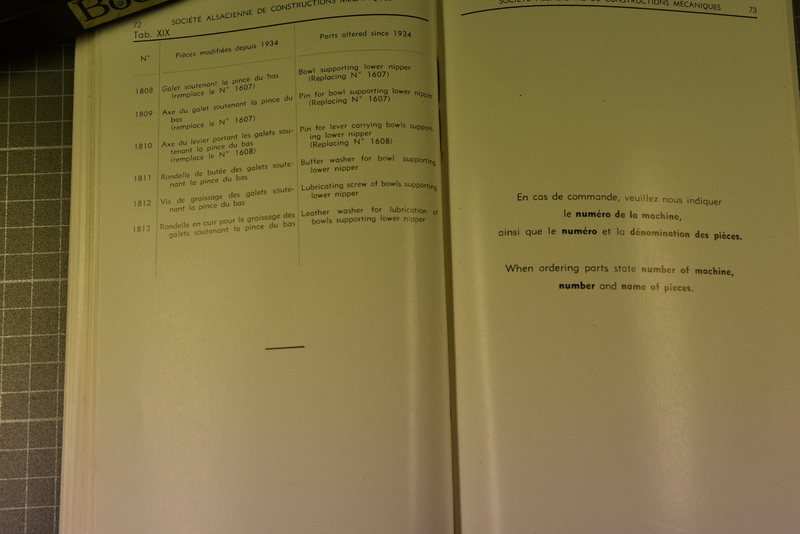 72 SOCIÉTÉ ALSACIENNE DE CONSTRUCTIONS
Tab. XIX
N° Pièces modifiées depuis 1934 Parts altered since 1934
1808 Galet soutenant la pince du bas
(remplace le N° 1607)
Bowl supporting lower nipper
(Replacing N° 1607)
1809 Axe du galet soutenant la pince du
bas
(remplace le N° 1607)
Pin for bowl supporting lower nipper
(Replacing N° 1607)
1810 Axe du levier portant les galets sou-
tenant la pince du bas
(remplace le N° 1608)
Pin for lever carrying bowls support-
ing lower nipper
(Replacing N° 1608)
1811 Rondelle de butée des galets soute-
nant la pince du bas
Buffer washer for bowl supporting
lower nipper
1812 Vis de graissage des galets soute-
nant la pince du bas
Lubricating screw of bowls supporting
lower nipper
1813 Rondelle en cuir pour le graissage des
galets soutenant la pince du bas
Leather washer for lubrication of
bowls supporting lower nipper
CONSTRUCTIONS MÉCANIQUES 73
En cas de commande, veuillez nous indiquer
le numéro de la machine,
ainsi que le numéro et la dénomination des pièces.
When ordering parts state number of machine,
number and name of pieces.